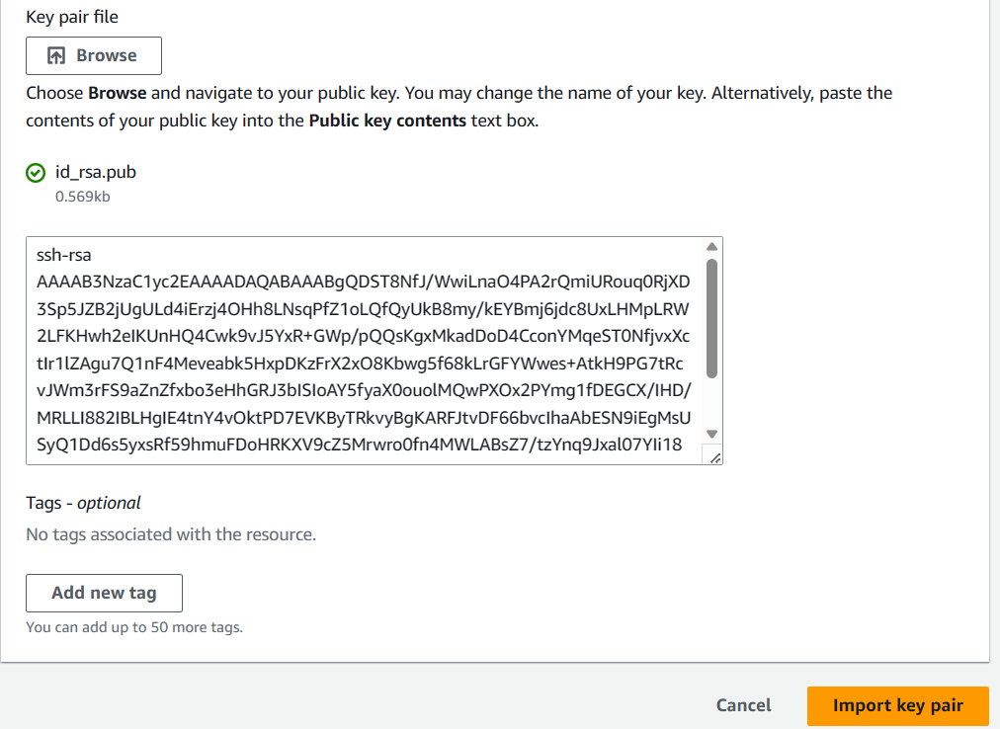 Key pair file
Browse
Choose Browse and navigate to your public key. You may change the name of your key. Alternatively, paste the
contents of your public key into the Public key contents text box.
id_rsa.pub
0.569kb
ssh-rsa
AAAAB3NzaC1yc2EAAAADAQABAAABgQDST8NfJ/WwiLnaO4PA2rQmiURouq0RjXD
3Sp5JZB2jUgULd4iErzj4OHh8LNsqPfZ1oLQfQyUkB8my/kEYBmj6jdc8UxLHMpLRW
2LFKHwh2eIKUnHQ4Cwk9vJ5YxR+GWp/pQQsKgxMkadDoD4CconYMqeST0NfjvxXc
tIr1lZAgu7Q1nF4Meveabk5HxpDKzFrX2xO8Kbwg5f68kLrGFYWwes+AtkH9PG7tRc
vJWm3rFS9aZnZfxbo3eHhGRJ3bISIoAY5fyaX0ouolMQwPXOx2PYmg1fDEGCX/IHD/
MRLLI882IBLHgIE4tnY4vOktPD7EVKByTRkvyBgKARFJtvDF66bvcIhaAbESN9iEgMsU
SyQ1Dd6s5yxsRf59hmuFDoHRKXV9cZ5Mrwro0fn4MWLABsZ7/tzYnq9Jxal07YIi18
Tags - optional
No tags associated with the resource.
Add new tag
You can add up to 50 more tags.
Cancel
Import key pair